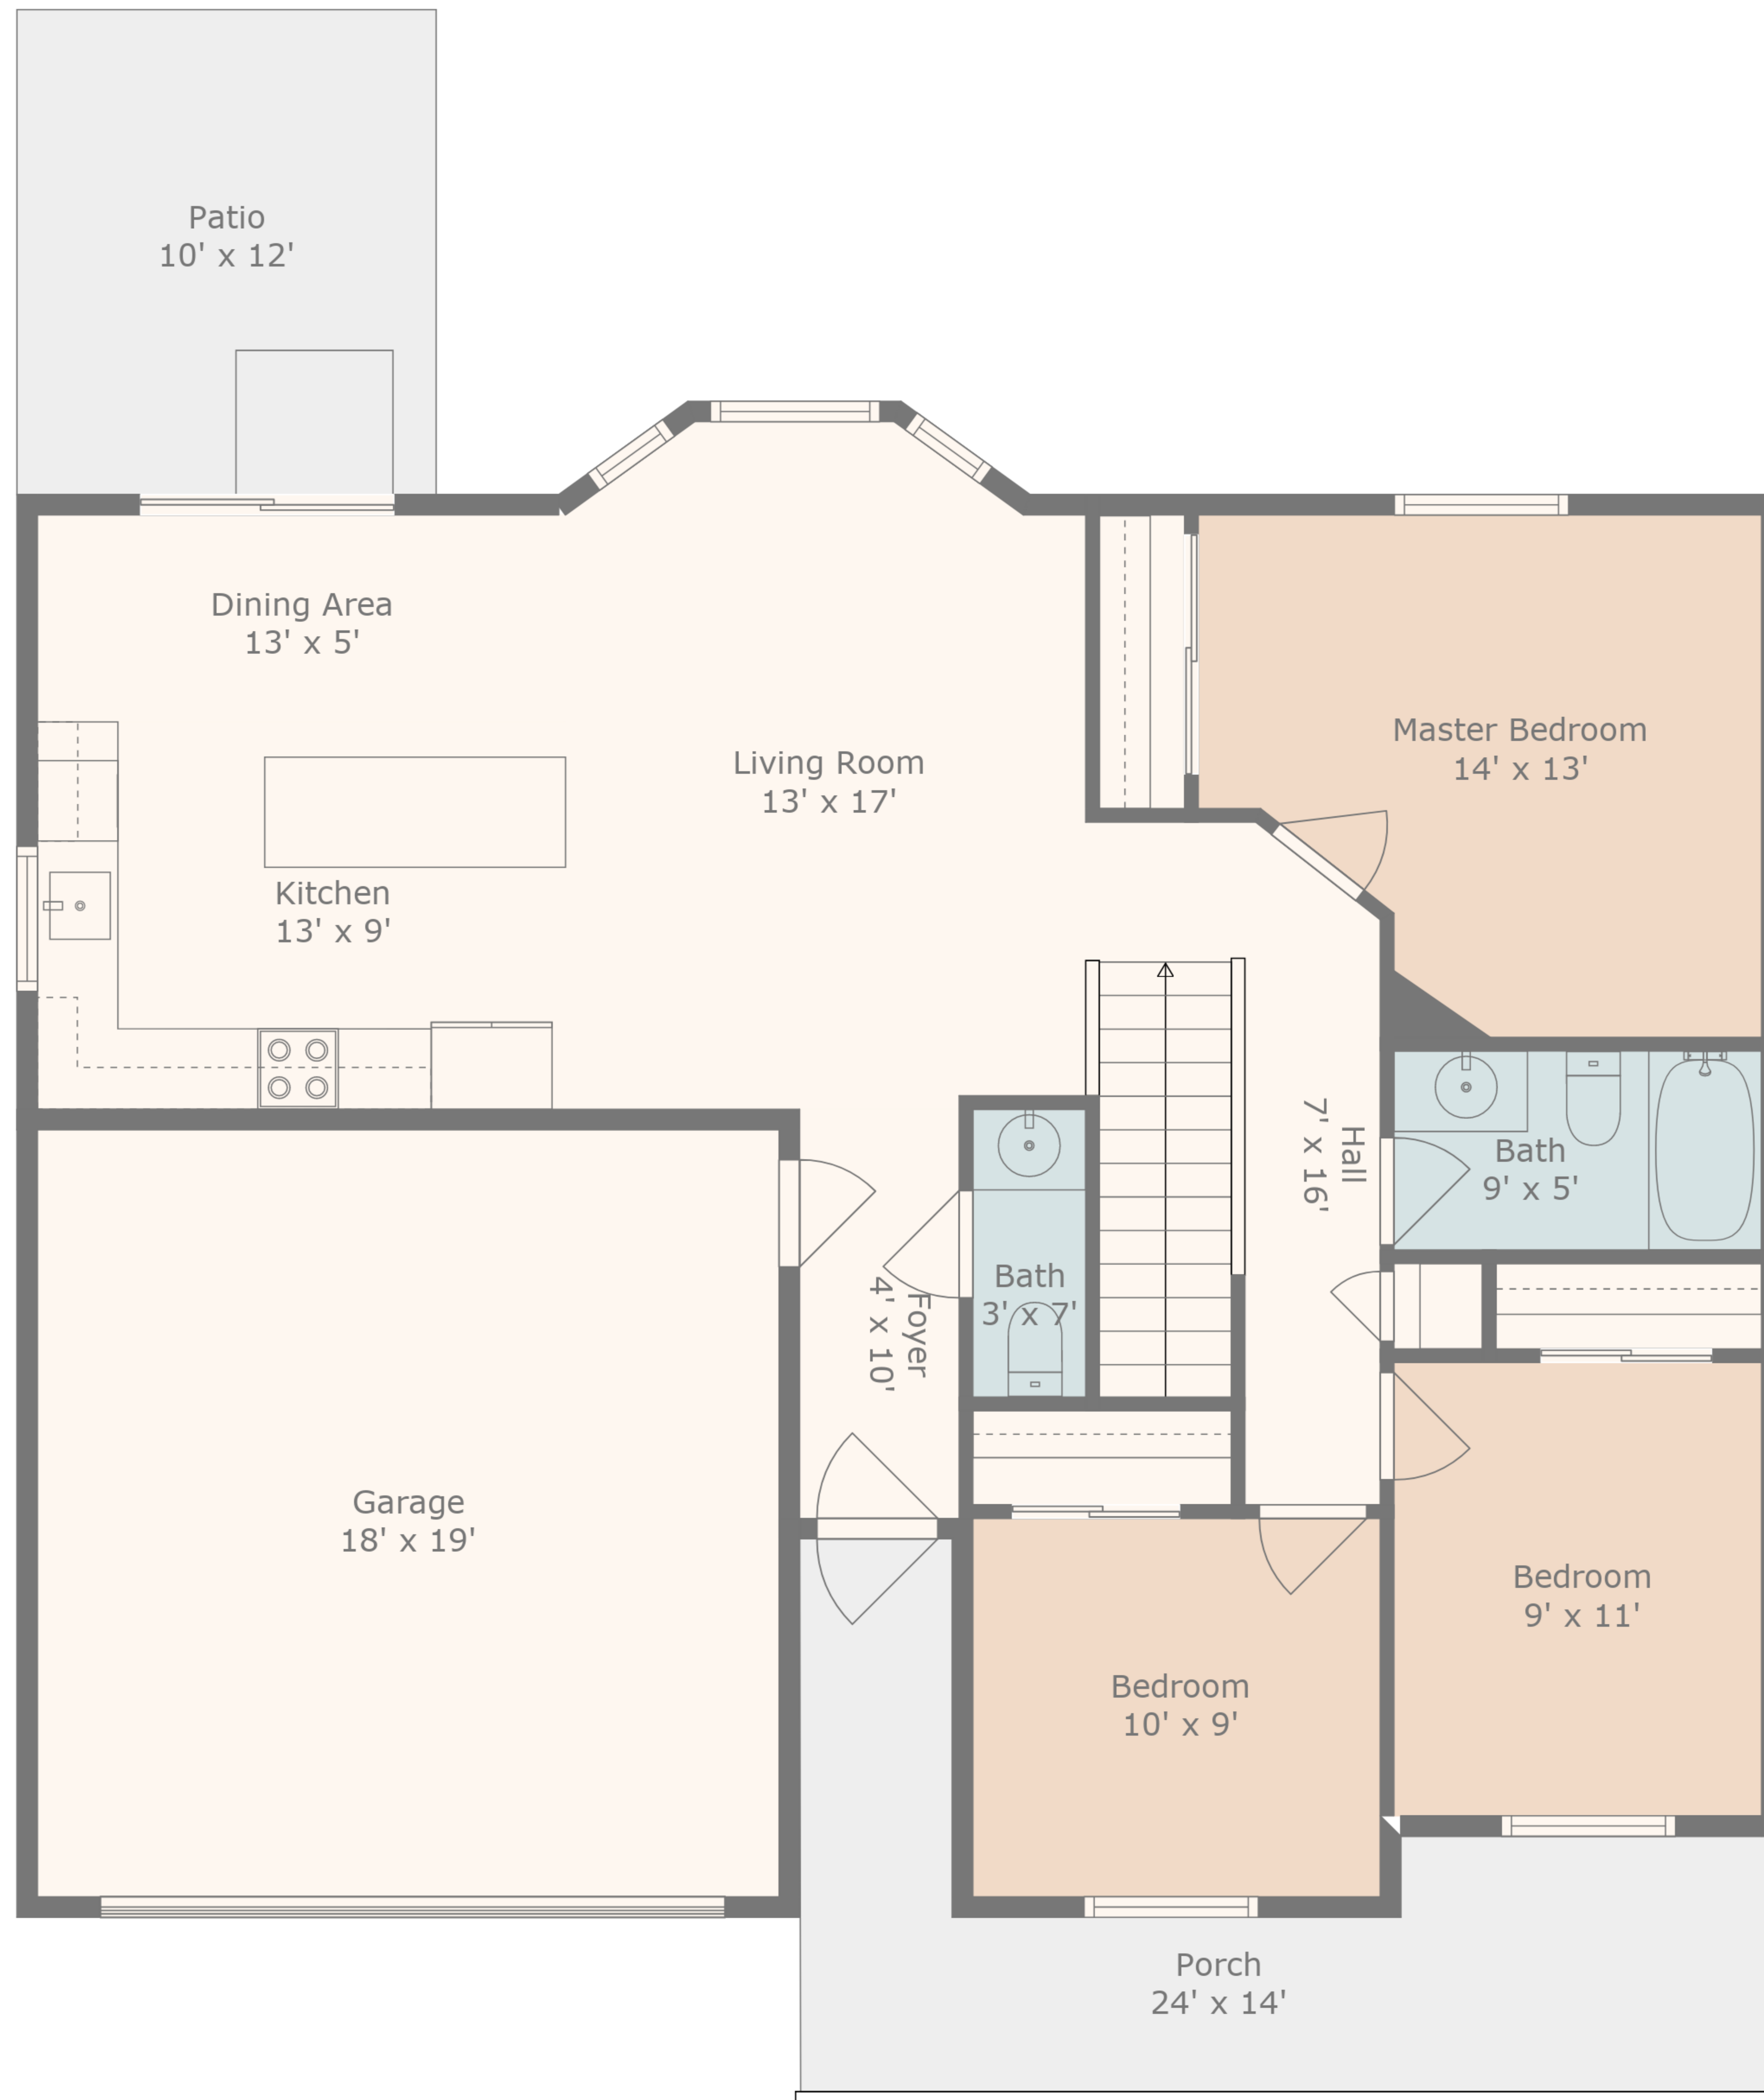 Patio
10' x 12'
Dining Area
13' x 5'
Living Room
13' x 17'
Master Bedroom
14' x 13'
Kitchen
13' x 9'
Hall
7' x 16'
Bath
9' x 5'
Bath
3' x 7'
Foyer
4' x 10'
Garage
18' x 19'
Bedroom
9' x 11'
Bedroom
10' x 9'
Porch
24' x 14'